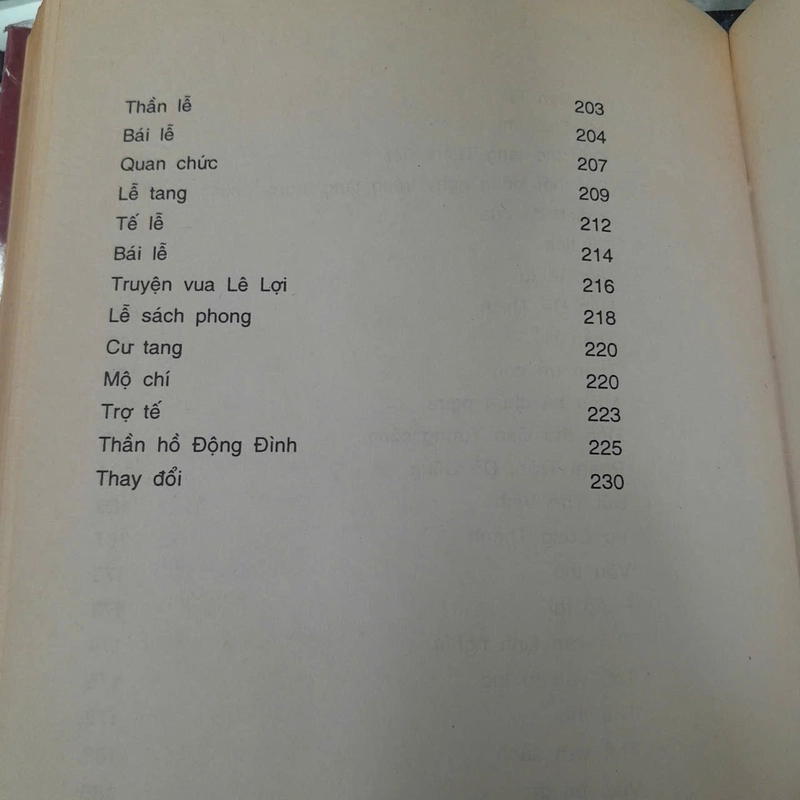 Thần lễ 203
Bái lễ 204
Quan chức 207
Lễ tang 209
Tế lễ 212
Bái lễ 214
Truyện vua Lê Lợi 216
Lễ sách phong 218
Cư tang 220
Mộ chí 220
Trợ tế 223
Thần hồ Động Đình 225
Thay đổi 230